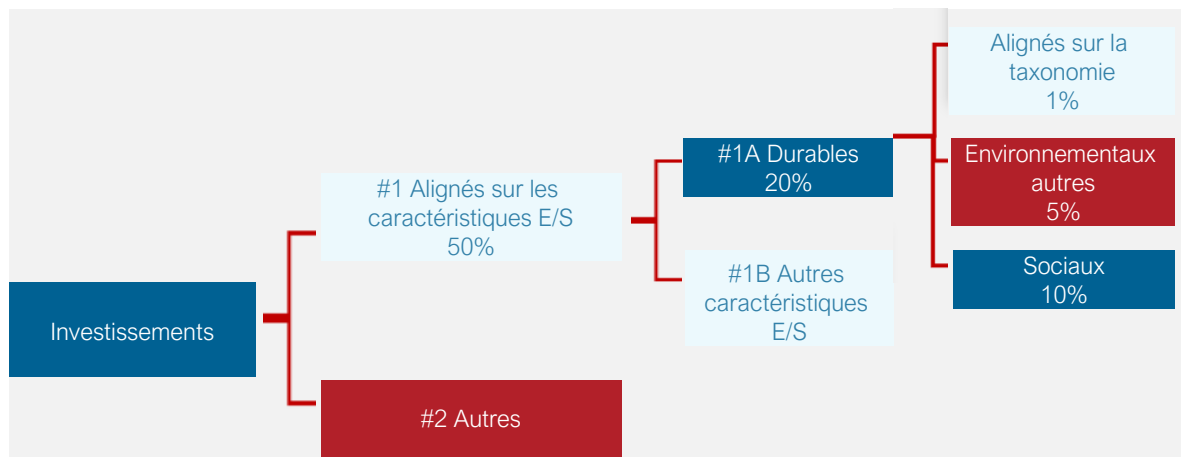 Investissements
#1 Alignés sur les
caractéristiques E/S
50%
#2 Autres
#1A Durables
20%
#1B Autres
caractéristiques
E/S
Alignés sur la
taxonomie
1%
Environnementaux
autres
5%
Sociaux
10%